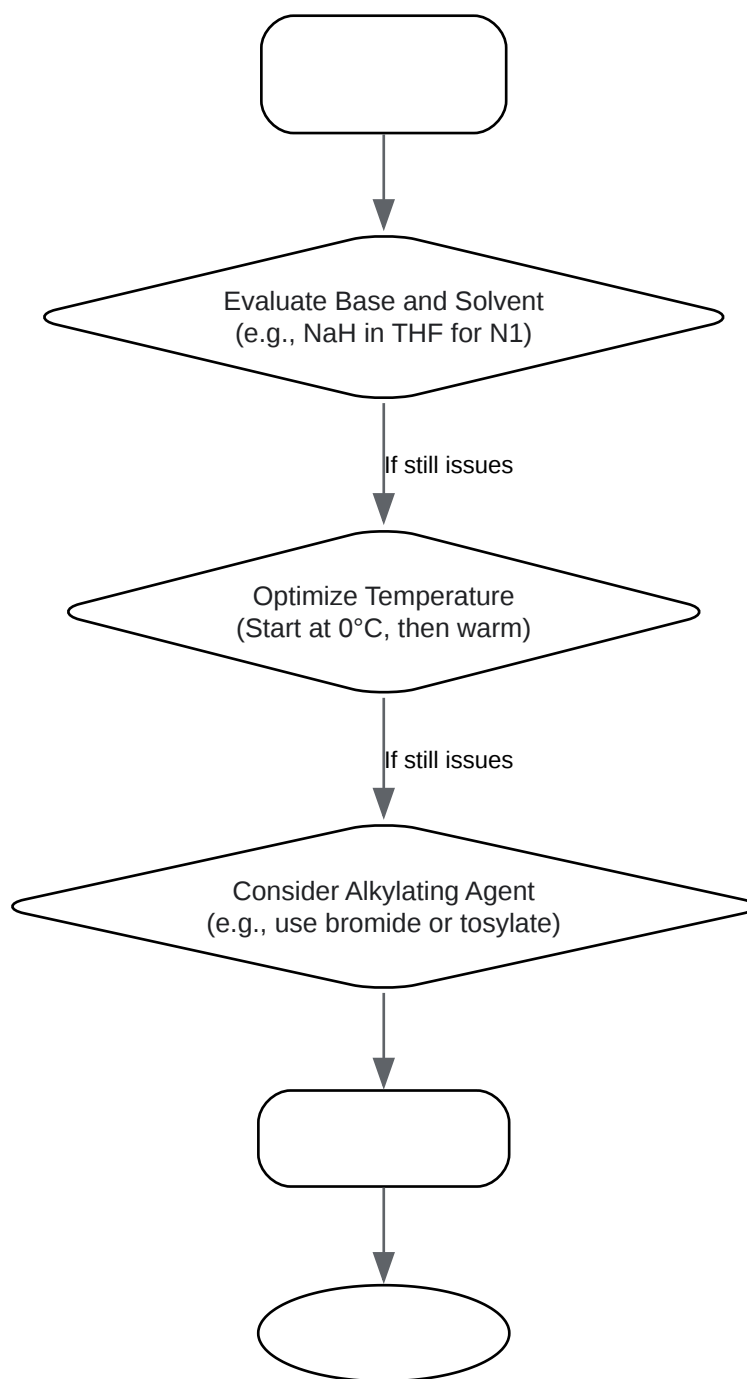 Evaluate Base and Solvent
(e.g., NaH in THF for N1)
If still issues
Optimize Temperature
(Start at 0°C, then warm)
If still issues
Consider Alkylating Agent
(e.g., use bromide or tosylate)